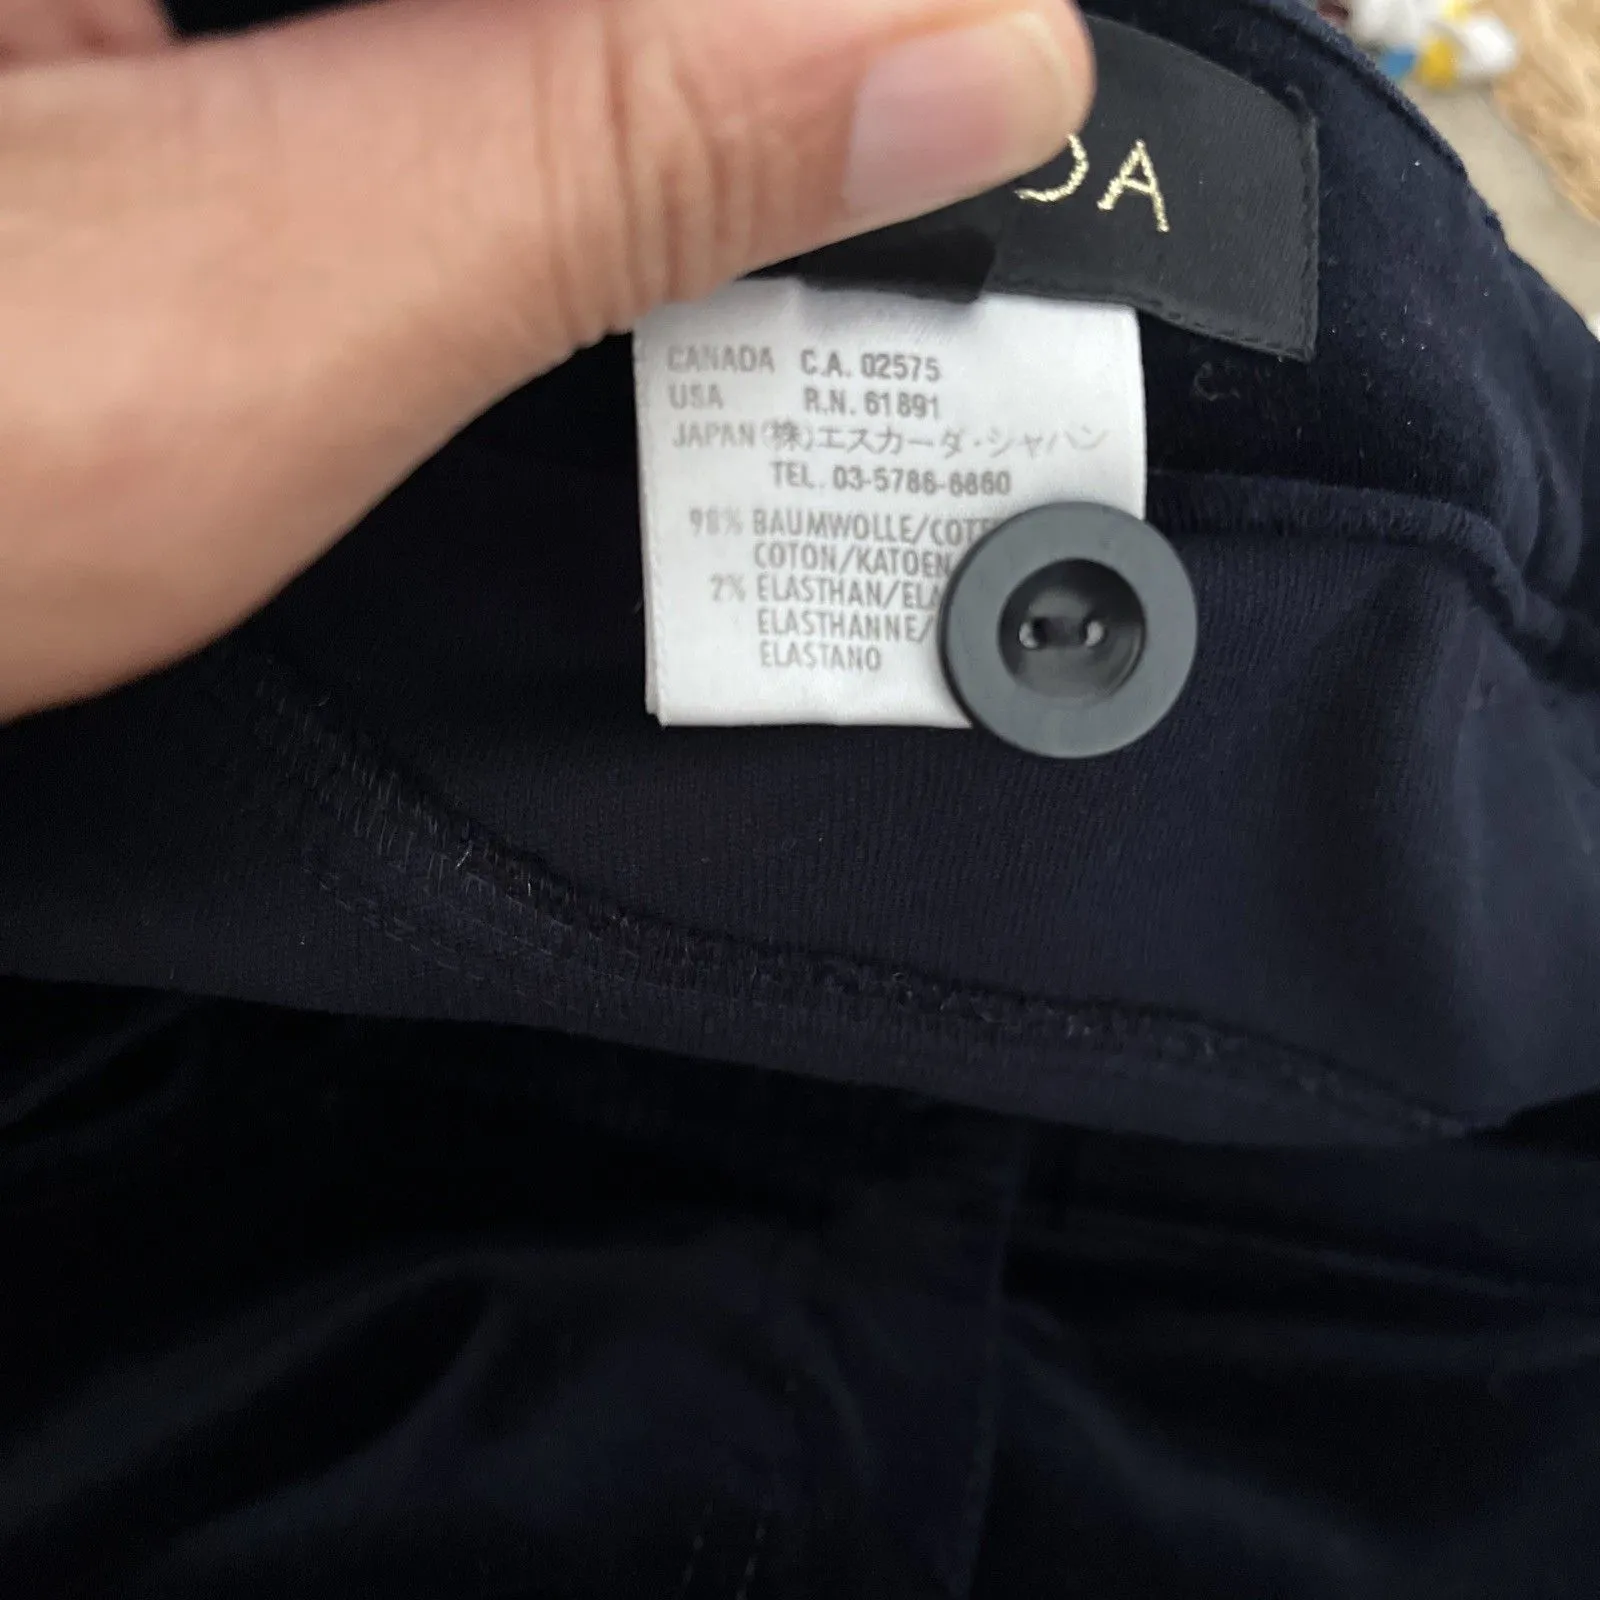 DA
CANADA C.A. 02575
USA R.N. 61891
JAPAN (株)エスカーダ・ジャパン
TEL. 03-5786-6860
98% BAUMWOLLE/COTT
COTON/KATOEN
2% ELASTHAN/ELA
ELASTHANNE/
ELASTANO